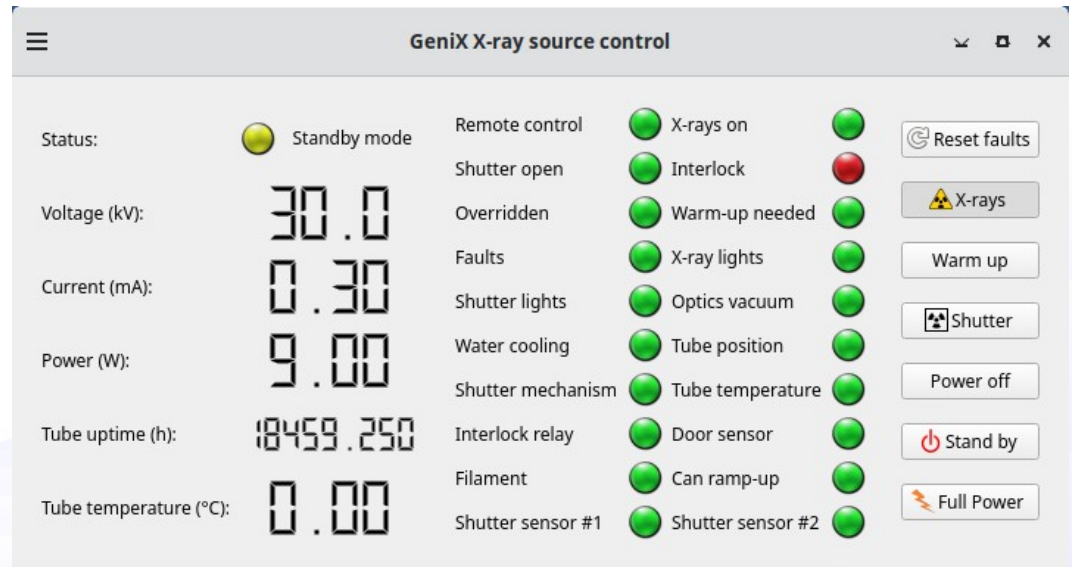 GeniX X-ray source control
Status: Standby mode
Voltage (kV): 30.0
Current (mA): 0.30
Power (W): 9.00
Tube uptime (h): 18459.250
Tube temperature (°C): 0.00
Remote control X-rays on
Shutter open Interlock
Overridden Warm-up needed
Faults X-ray lights
Shutter lights Optics vacuum
Water cooling Tube position
Shutter mechanism Tube temperature
Interlock relay Door sensor
Filament Can ramp-up
Shutter sensor #1 Shutter sensor #2
Reset faults
X-rays
Warm up
Shutter
Power off
Stand by
Full Power